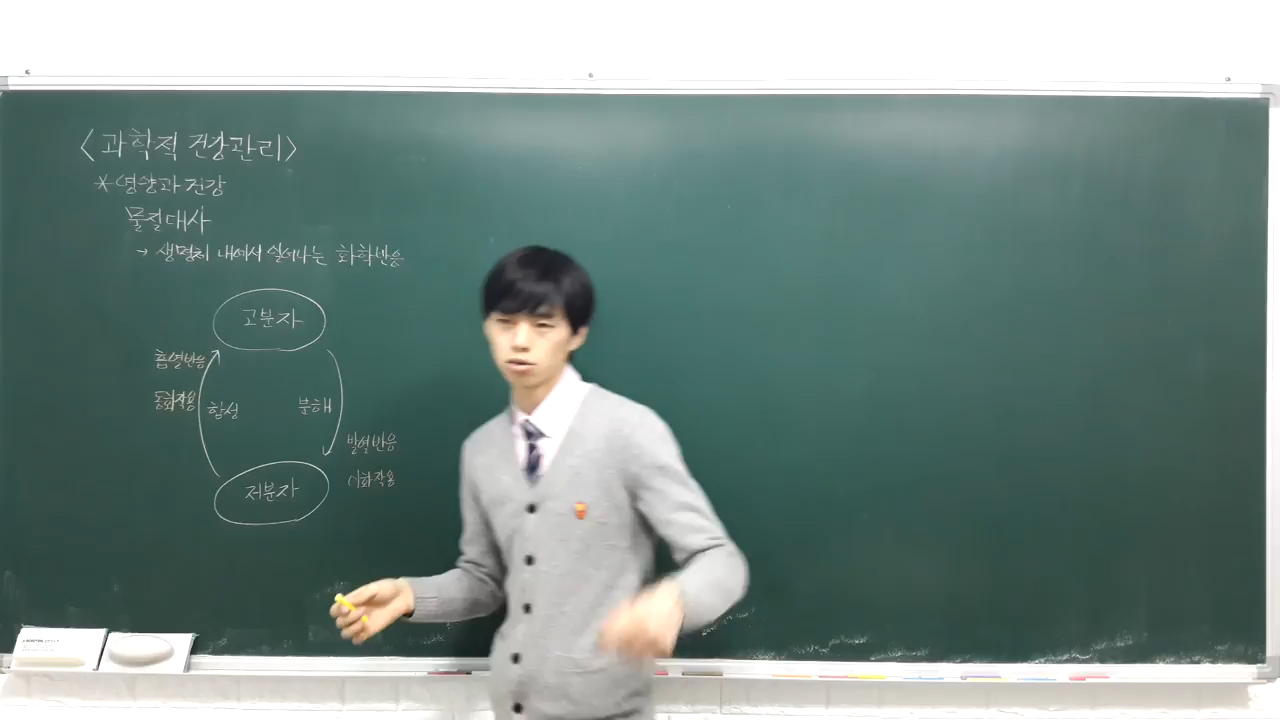 <과학적 건강관리>
*영양과 건강
물질대사
→ 생명체 내에서 일어나는 화학반응
고분자
흡열반응
동화작용
합성
분해
발열반응
이화작용
저분자